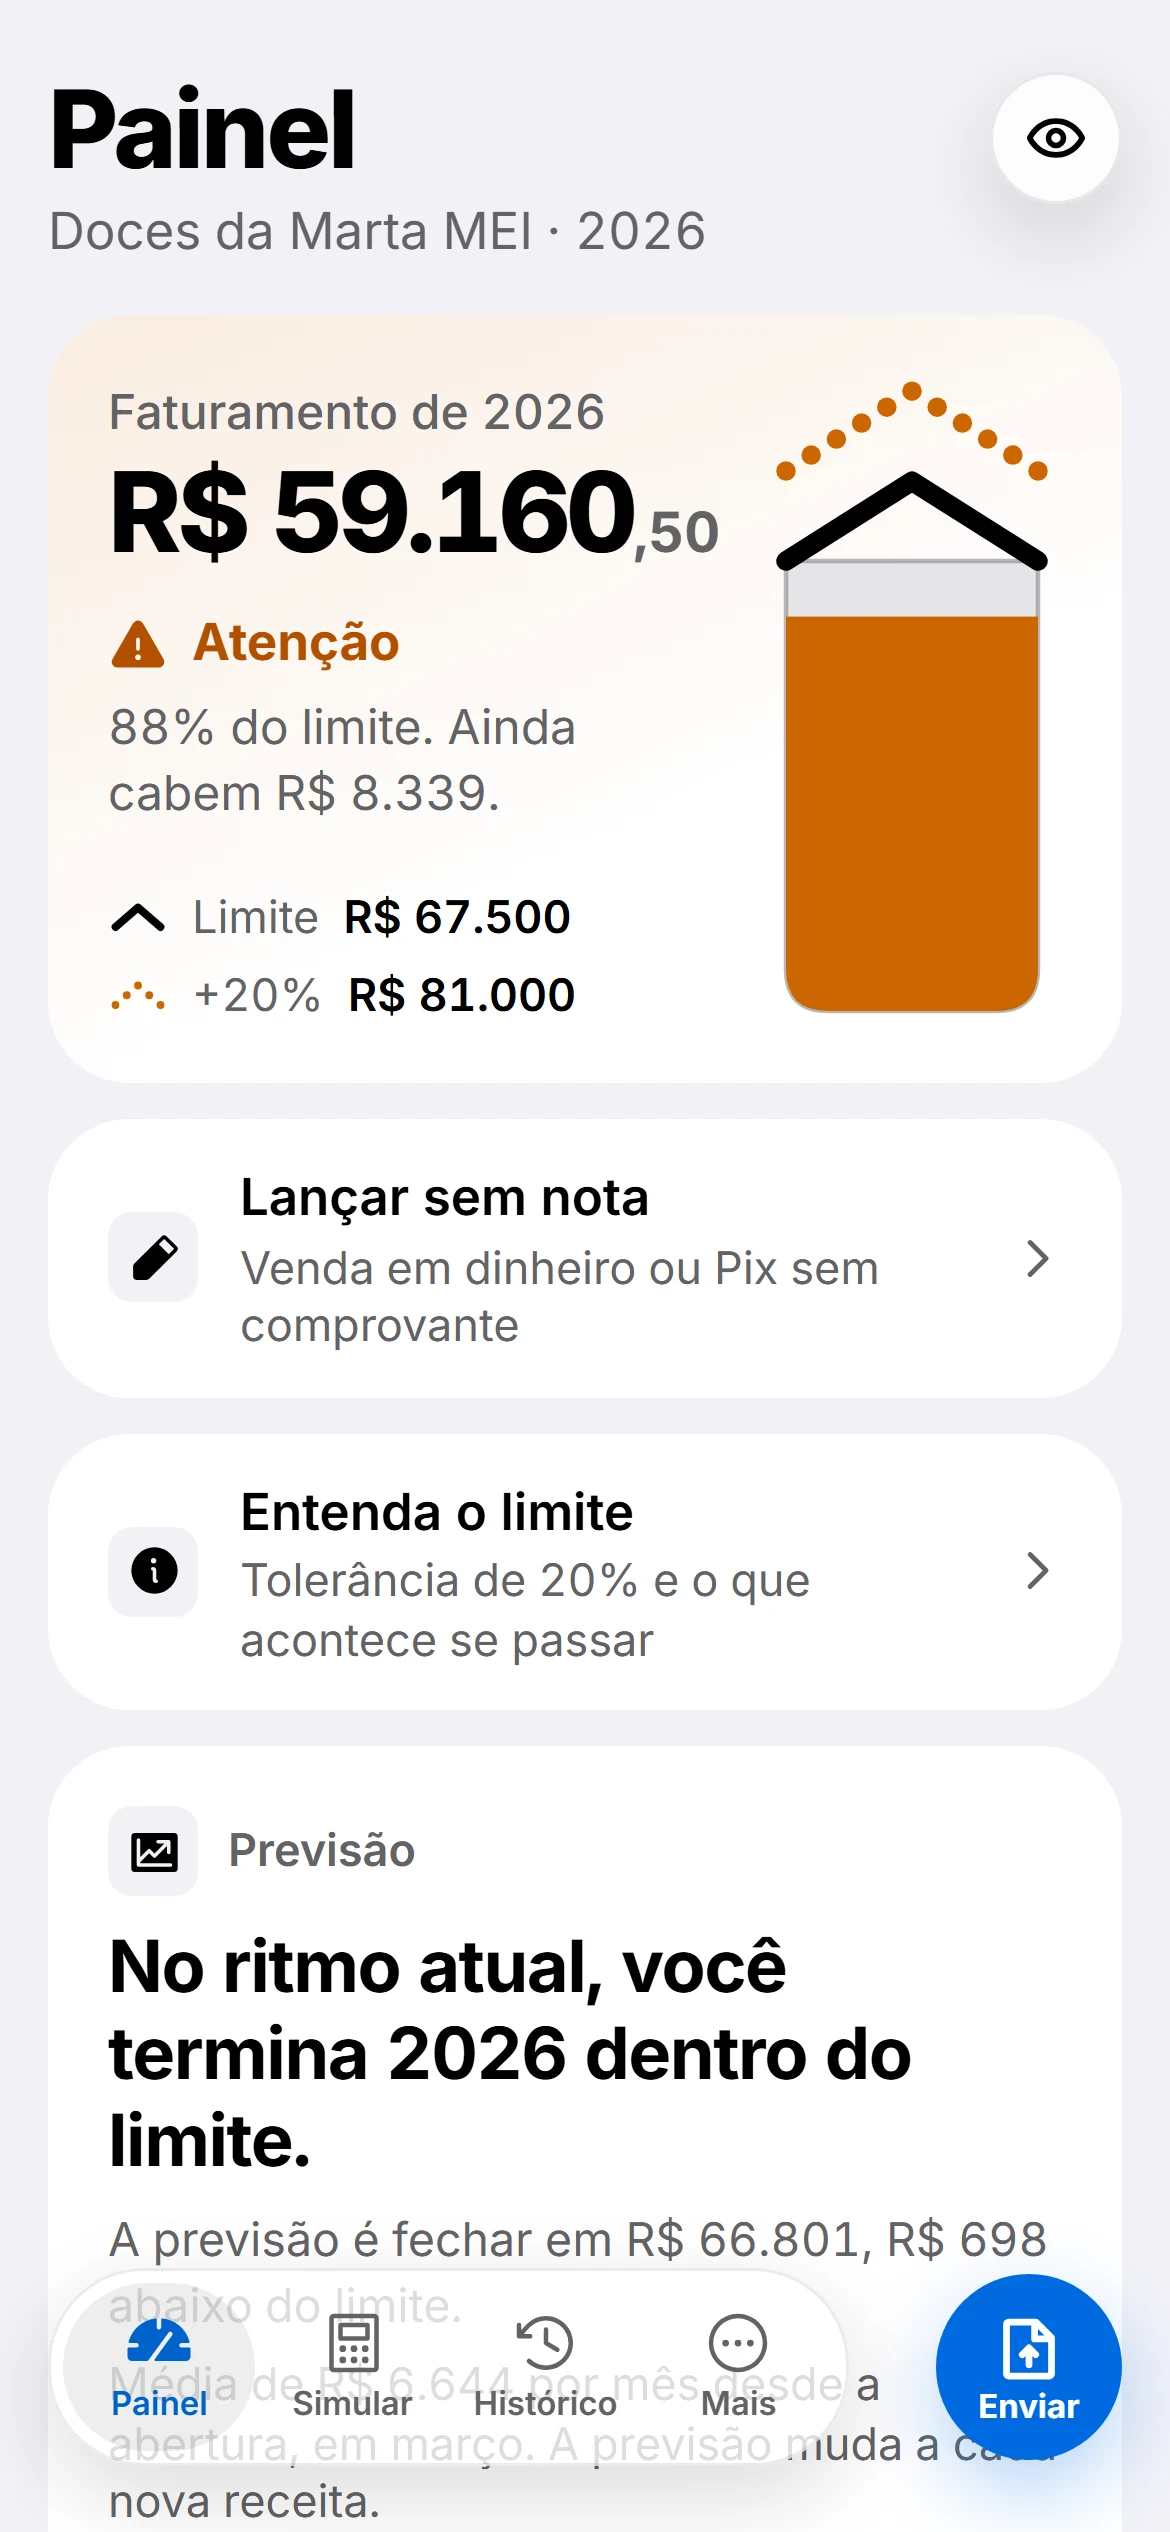 Painel
Doces da Marta MEI · 2026
Faturamento de 2026
R$ 59.160,50
Atenção
88% do limite. Ainda
cabem R$ 8.339.
Limite R$ 67.500
+20% R$ 81.000
Lançar sem nota
Venda em dinheiro ou Pix sem
comprovante
Entenda o limite
Tolerância de 20% e o que
acontece se passar
Previsão
No ritmo atual, você
termina 2026 dentro do
limite.
A previsão é fechar em R$ 66.801, R$ 698
abaixo do limite.
Média de R$ 6.644 por mês desde a
abertura, em março. A previsão muda a cada
nova receita.
Painel
Simular
Histórico
Mais
Enviar